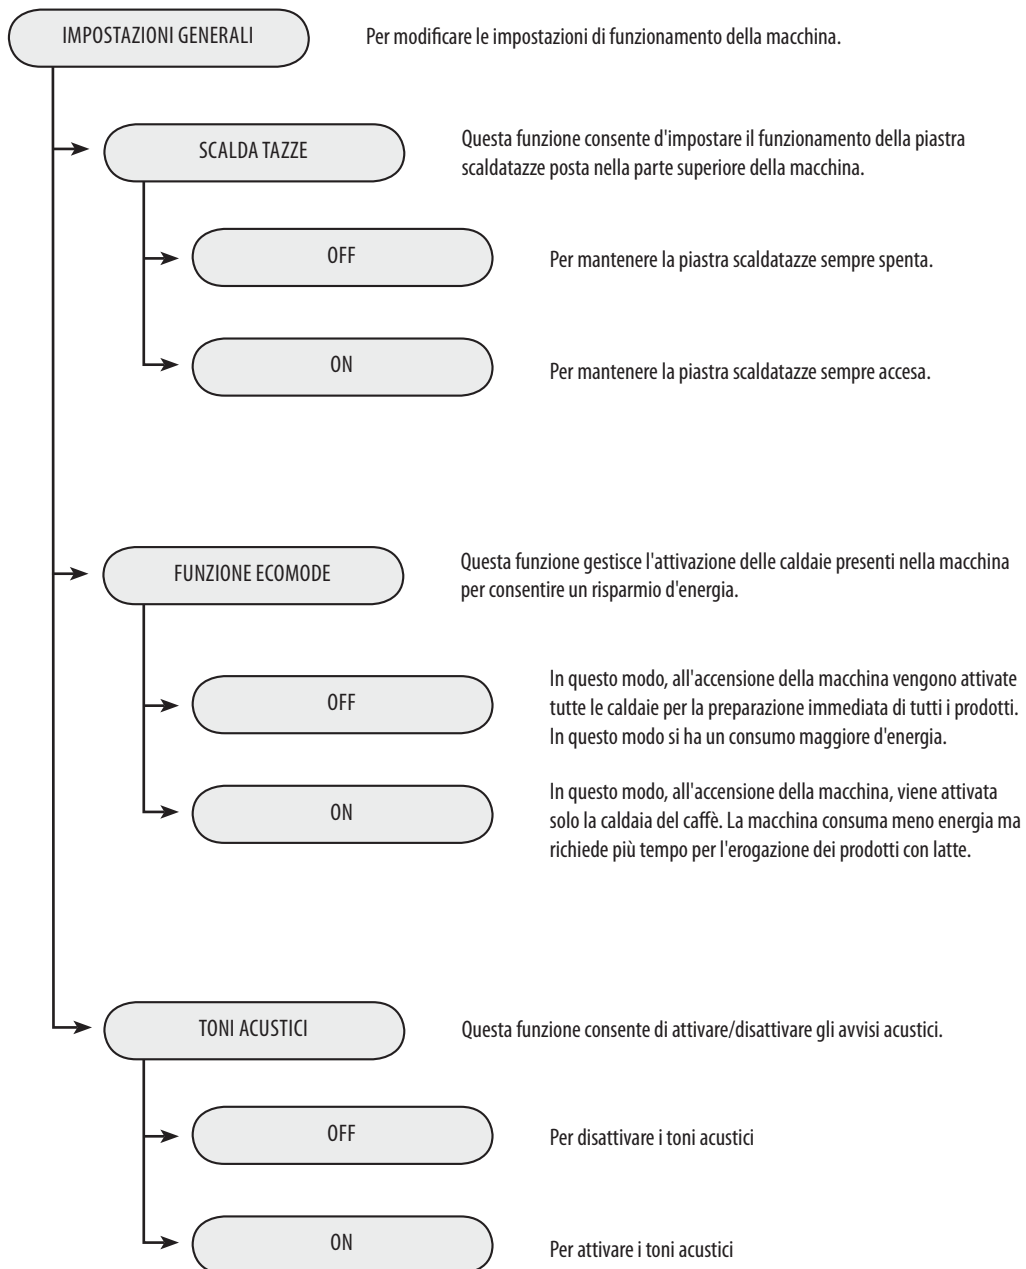 IMPOSTAZIONI GENERALI
Per modificare le impostazioni di funzionamento della macchina.
SCALDA TAZZE
Questa funzione consente d'impostare il funzionamento della piastra
scaldatazze posta nella parte superiore della macchina.
OFF
Per mantenere la piastra scaldatazze sempre spenta.
ON
Per mantenere la piastra scaldatazze sempre accesa.
FUNZIONE ECOMODE
Questa funzione gestisce l'attivazione delle caldaie presenti nella macchina
per consentire un risparmio d'energia.
OFF
In questo modo, all'accensione della macchina vengono attivate
tutte le caldaie per la preparazione immediata di tutti i prodotti.
In questo modo si ha un consumo maggiore d'energia.
ON
In questo modo, all'accensione della macchina, viene attivata
solo la caldaia del caffè. La macchina consuma meno energia ma
richiede più tempo per l'erogazione dei prodotti con latte.
TONI ACUSTICI
Questa funzione consente di attivare/disattivare gli avvisi acustici.
OFF
Per disattivare i toni acustici
ON
Per attivare i toni acustici